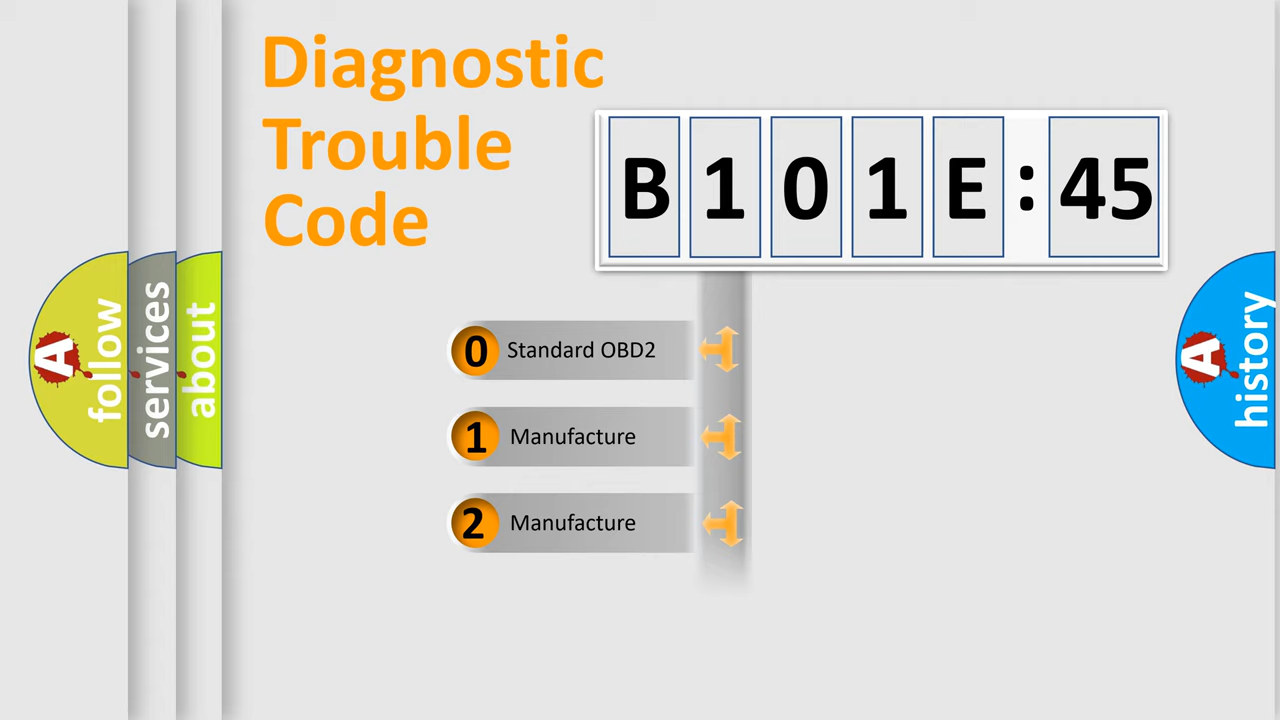 Diagnostic
Trouble
Code
B 1 0 1 E : 45
0 Standard OBD2
1 Manufacture
2 Manufacture
A follow
services
about
A history